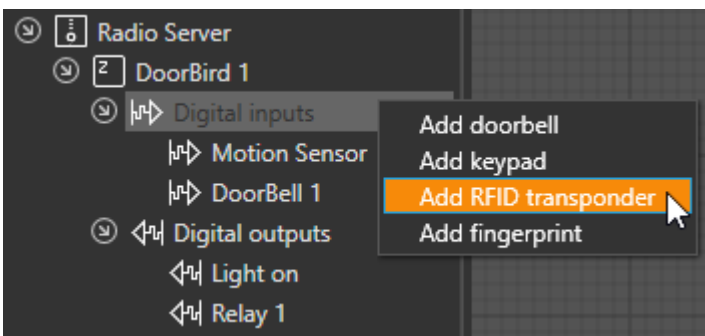 Radio Server
DoorBird 1
Digital inputs
Motion Sensor
DoorBell 1
Digital outputs
Light on
Relay 1
Add doorbell
Add keypad
Add RFID transponder
Add fingerprint